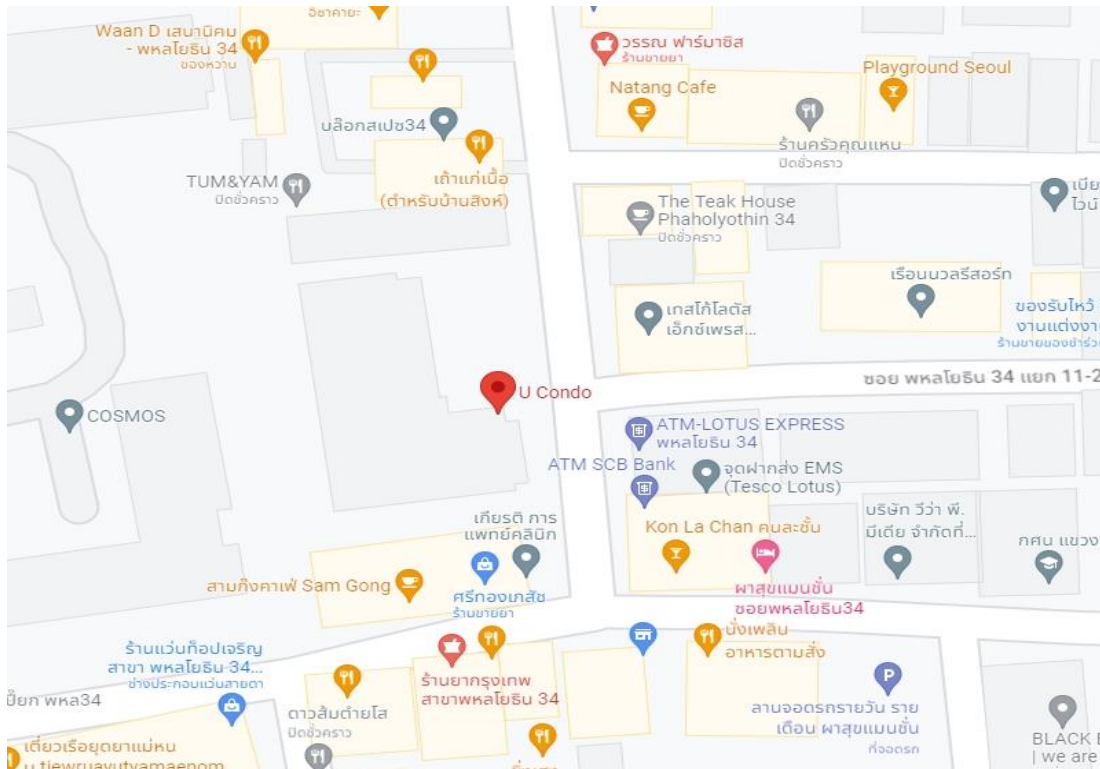 อิซากายะ
Waan D เสนานิคม
- พหลโยธิน 34
ของหวาน
วรรณ ฟาร์มาซิส
ร้านขายยา
Natang Cafe
Playground Seoul
บล๊อกสเปซ34
ร้านครัวคุณแหน
ปิดชั่วคราว
TUM&YAM
ปิดชั่วคราว
เถ้าแก่เนื้อ
(ตำหรับบ้านสิงห์)
The Teak House
Phaholyothin 34
ปิดชั่วคราว
ไวน์
เรือนนวลรีสอร์ท
เทสโก้โลตัส
เอ็กซ์เพรส...
ของรับไหว้
งานแต่งงา
ร้านขายของชำร่วย
ซอย พหลโยธิน 34 แยก 11-2
U Condo
COSMOS
ATM-LOTUS EXPRESS
พหลโยธิน 34
ATM SCB Bank
จุดฝากส่ง EMS
(Tesco Lotus)
เกียรติ การ
แพทย์คลินิก
Kon La Chan คนละชั้น
บริษัท วีว่า พี.
มีเดีย จำกัดที่...
กศน แขวง
สามก๊งคาเฟ่ Sam Gong
ศรีทองเภสัช
ร้านขายยา
ผาสุขแมนชั่น
ซอยพหลโยธิน34
ร้านแว่นท็อปเจริญ
สาขา พหลโยธิน 34...
ช่างประกอบแว่นสายตา
นั่งเพลิน
อาหารตามสั่ง
ร้านยากรุงเทพ
สาขาพหลโยธิน 34
ปี๊ยก พหล34
ดาวส้มตำยโส
ปิดชั่วคราว
ลานจอดรถรายวัน ราย
เดือน ผาสุขแมนชั่น
ที่จอดรถ
เตี๋ยวเรือยุดยาแม่หน
BLACK
| we are